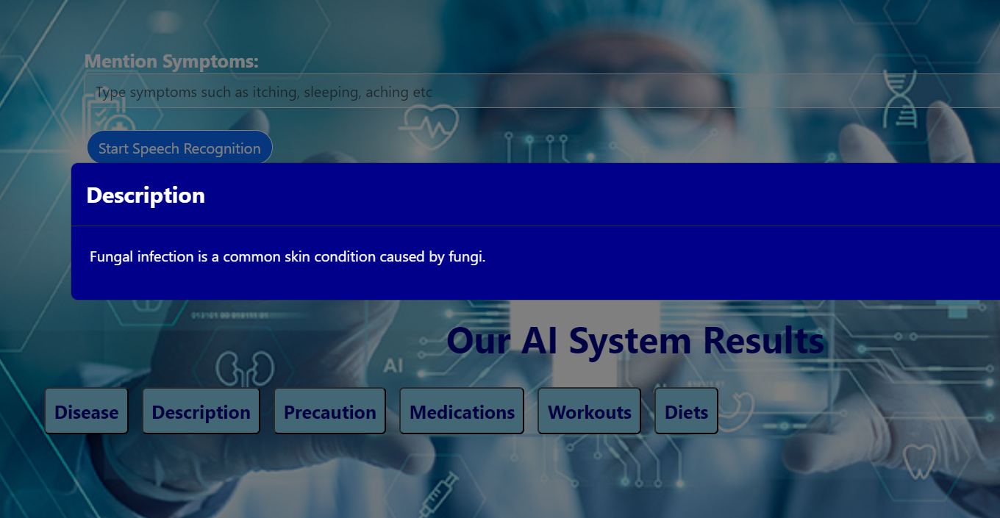 Mention Symptoms:
Type symptoms such as itching, sleeping, aching etc
Start Speech Recognition
Description
Fungal infection is a common skin condition caused by fungi.
Our AI System Results
AI
Disease
Description
Precaution
Medications
Workouts
Diets